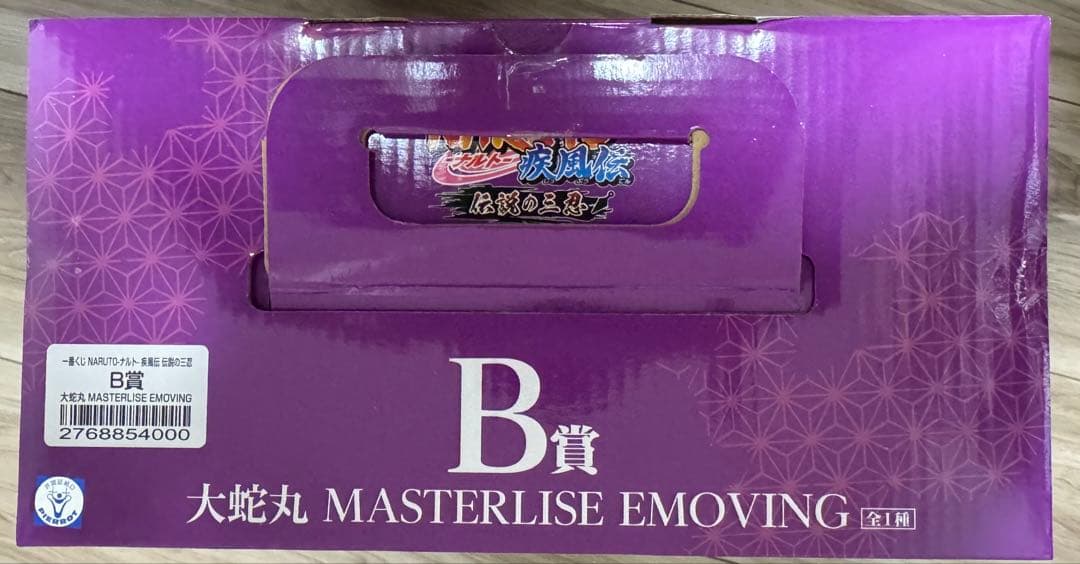 ーナルトー
疾風伝
伝説の三忍
一番くじ NARUTO-ナルト- 疾風伝 伝説の三忍
B賞
大蛇丸 MASTERLISE EMOVING
2768854000
PIERROT
B賞
大蛇丸 MASTERLISE EMOVING 全1種